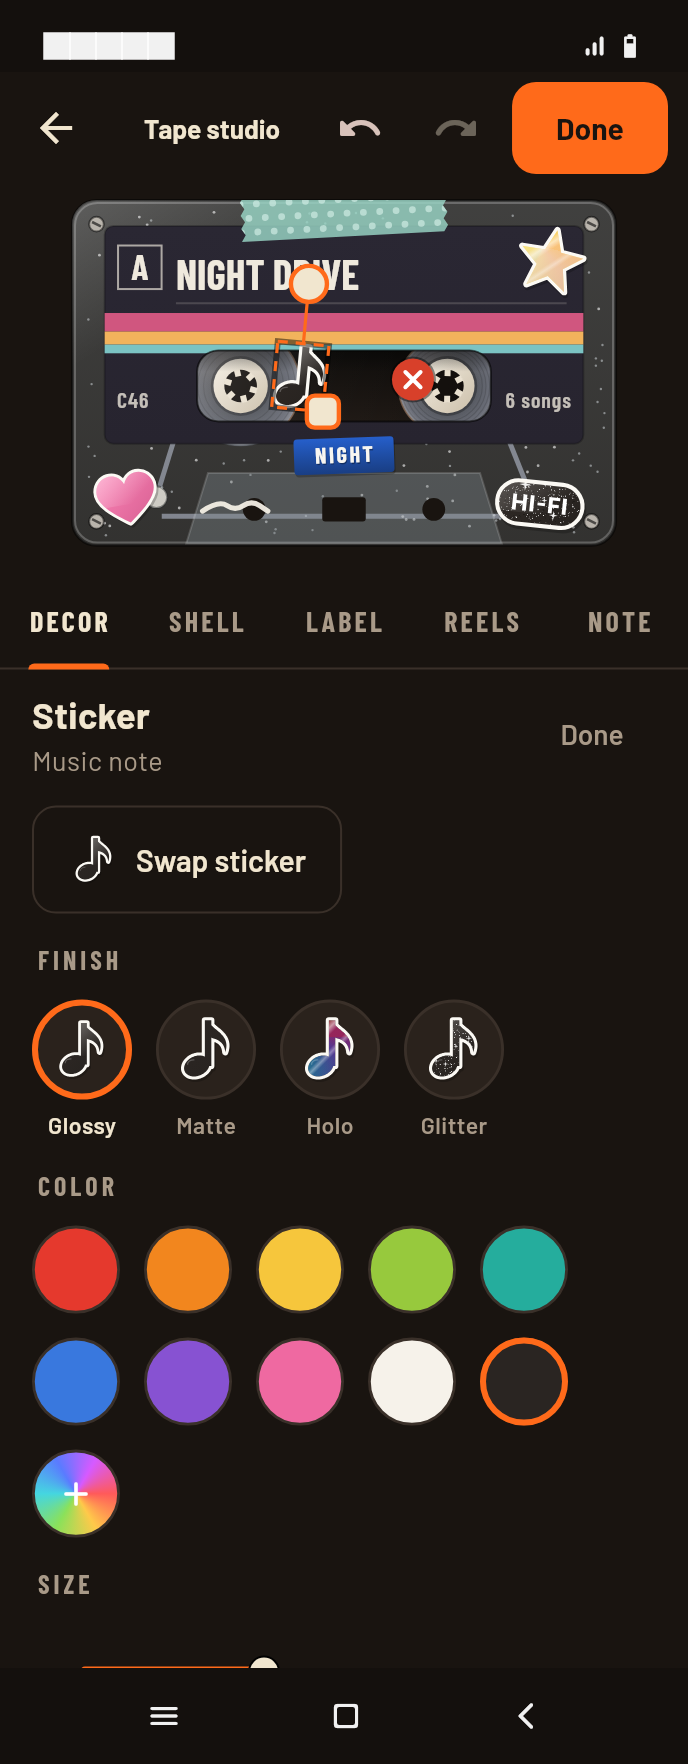 Tape studio
Done
A
NIGHT DRIVE
C46
6 songs
NIGHT
HI-FI
DECOR
SHELL
LABEL
REELS
NOTE
Sticker
Music note
Done
Swap sticker
FINISH
Glossy
Matte
Holo
Glitter
COLOR
SIZE